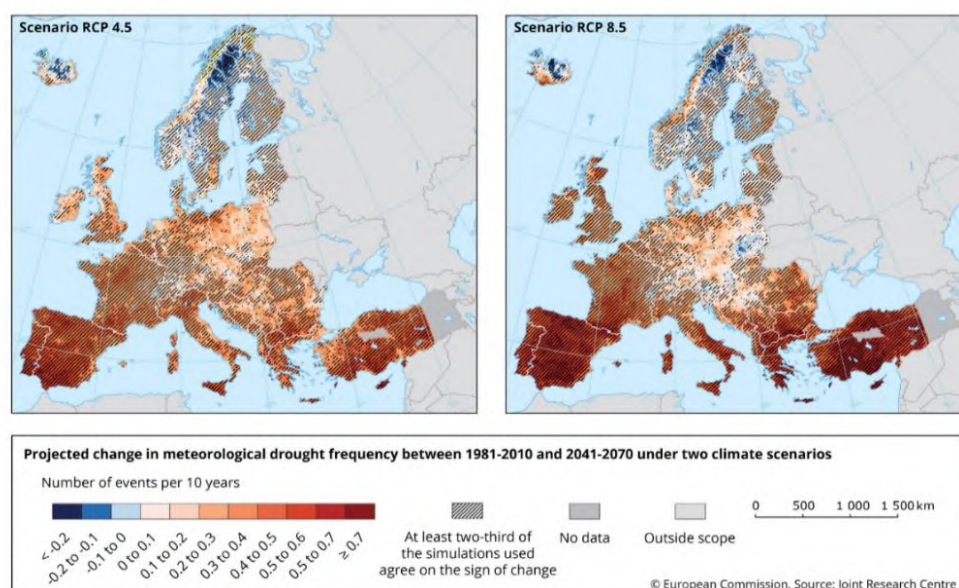 Scenario RCP 4.5
Scenario RCP 8.5
Projected change in meteorological drought frequency between 1981-2010 and 2041-2070 under two climate scenarios
Number of events per 10 years
< -0.2
-0.2 to -0.1
-0.1 to 0
0 to 0.1
0.1 to 0.2
0.2 to 0.3
0.3 to 0.4
0.4 to 0.5
0.5 to 0.6
0.5 to 0.7
≥ 0.7
At least two-third of
the simulations used
agree on the sign of change
No data
Outside scope
0 500 1 000 1 500 km
© European Commission, Source: Joint Research Centre